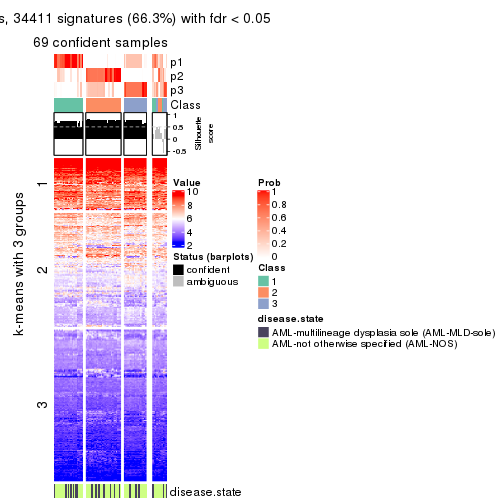 s, 34411 signatures (66.3%) with fdr < 0.05
69 confident samples
p1
p2
p3
Class
1
0.5
0
-0.5
Silhouette
score
k-means with 3 groups
1
2
3
Value
10
8
6
4
2
Status (barplots)
confident
ambiguous
Prob
1
0.8
0.6
0.4
0.2
0
Class
1
2
3
disease.state
AML-multilineage dysplasia sole (AML-MLD-sole)
AML-not otherwise specified (AML-NOS)
disease.state